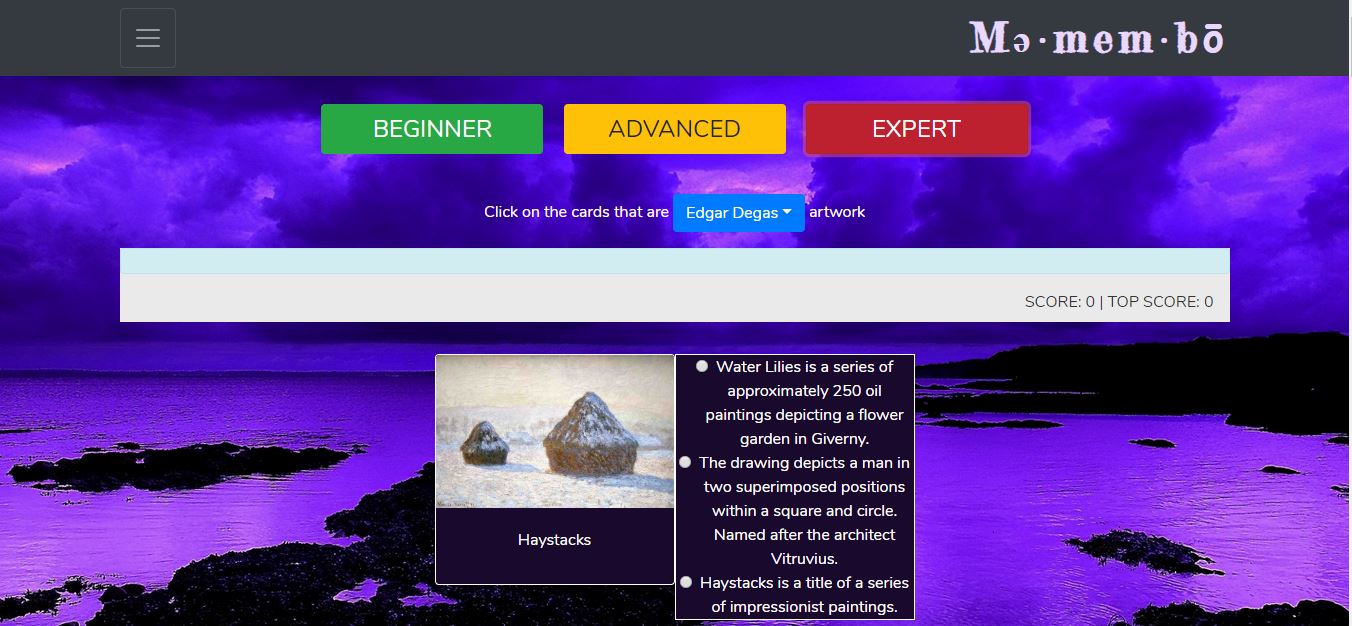 Mə·mem·bō
BEGINNER
ADVANCED
EXPERT
Click on the cards that are Edgar Degas artwork
SCORE: 0 | TOP SCORE: 0
Haystacks
Water Lilies is a series of
approximately 250 oil
paintings depicting a flower
garden in Giverny.
The drawing depicts a man in
two superimposed positions
within a square and circle.
Named after the architect
Vitruvius.
Haystacks is a title of a series
of impressionist paintings.